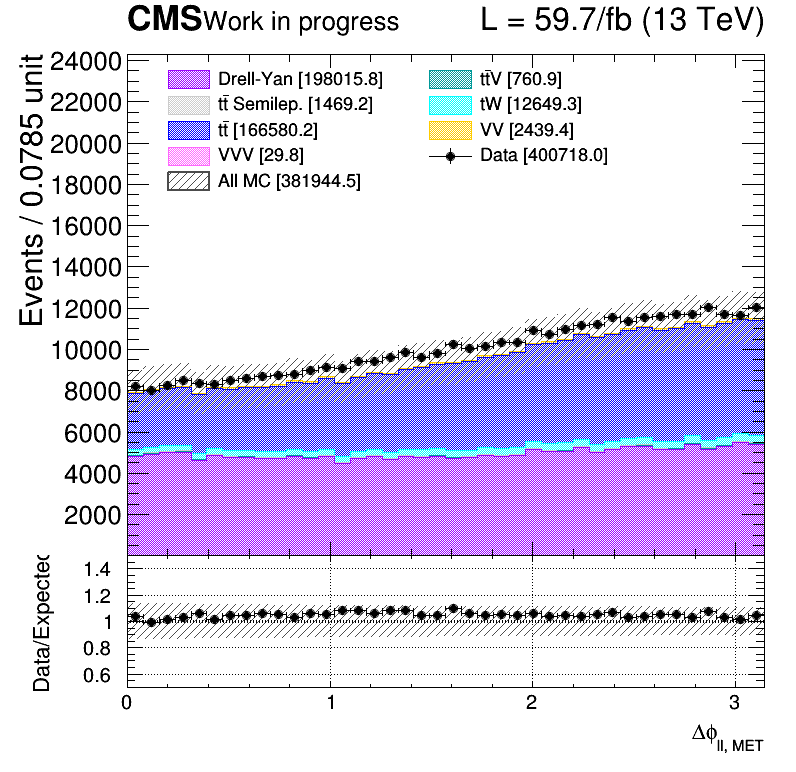 CMS Work in progress L = 59.7/fb (13 TeV)
Events / 0.0785 unit
24000
22000
20000
18000
16000
14000
12000
10000
8000
6000
4000
2000
Drell-Yan [198015.8]
tt̄ Semilep. [1469.2]
tt̄ [166580.2]
VVV [29.8]
All MC [381944.5]
tt̄V [760.9]
tW [12649.3]
VV [2439.4]
Data [400718.0]
Data/Expected
1.4
1.2
1
0.8
0.6
0 1 2 3
Δϕll, MET